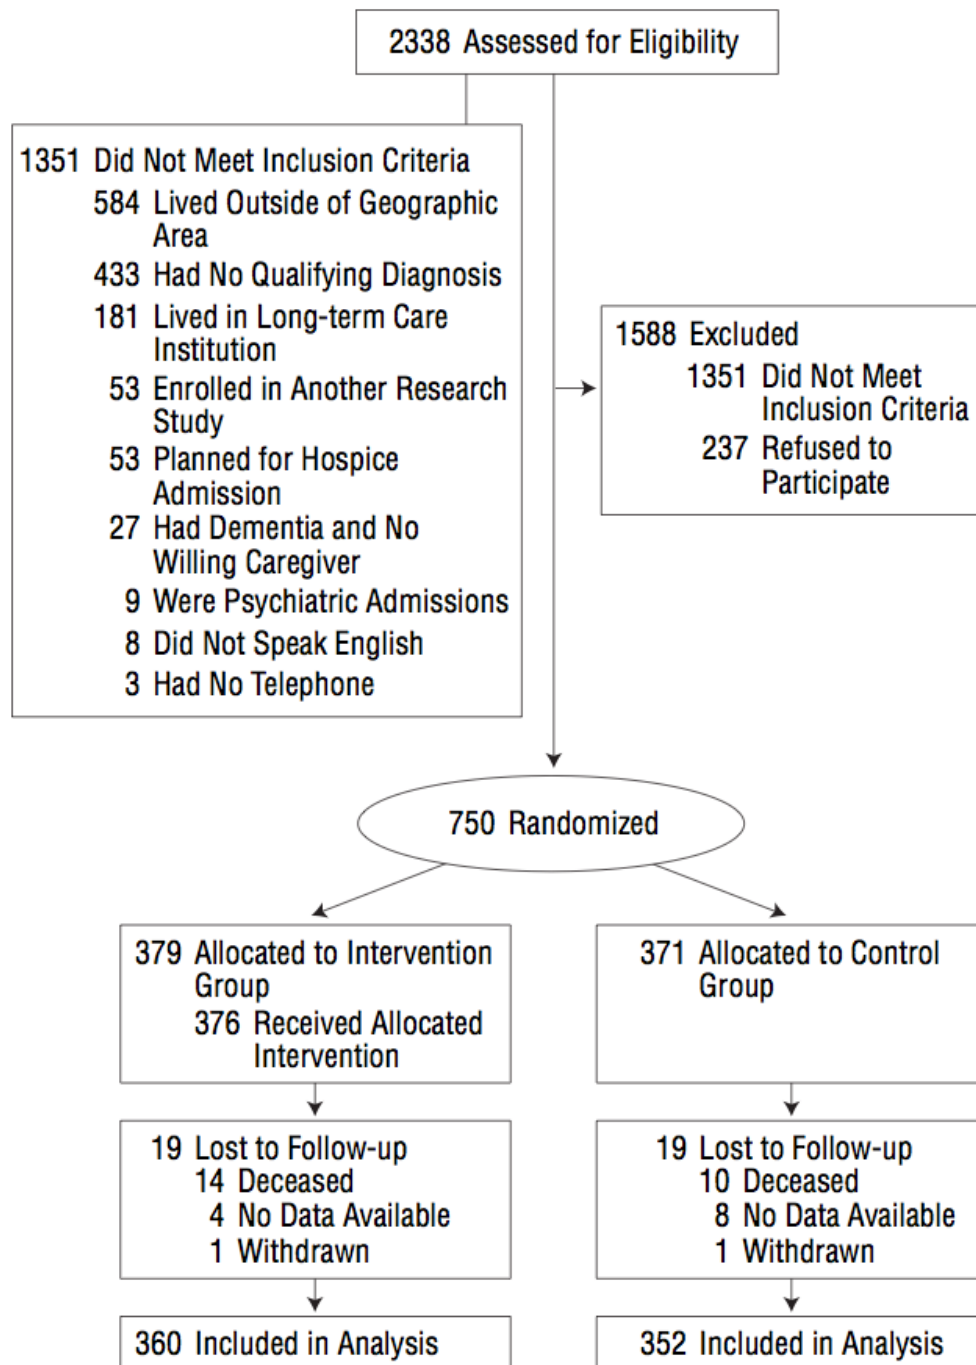 2338 Assessed for Eligibility
1351 Did Not Meet Inclusion Criteria
584 Lived Outside of Geographic
Area
433 Had No Qualifying Diagnosis
181 Lived in Long-term Care
Institution
53 Enrolled in Another Research
Study
53 Planned for Hospice
Admission
27 Had Dementia and No
Willing Caregiver
9 Were Psychiatric Admissions
8 Did Not Speak English
3 Had No Telephone
1588 Excluded
1351 Did Not Meet
Inclusion Criteria
237 Refused to
Participate
750 Randomized
379 Allocated to Intervention
Group
376 Received Allocated
Intervention
371 Allocated to Control
Group
19 Lost to Follow-up
14 Deceased
4 No Data Available
1 Withdrawn
19 Lost to Follow-up
10 Deceased
8 No Data Available
1 Withdrawn
360 Included in Analysis
352 Included in Analysis